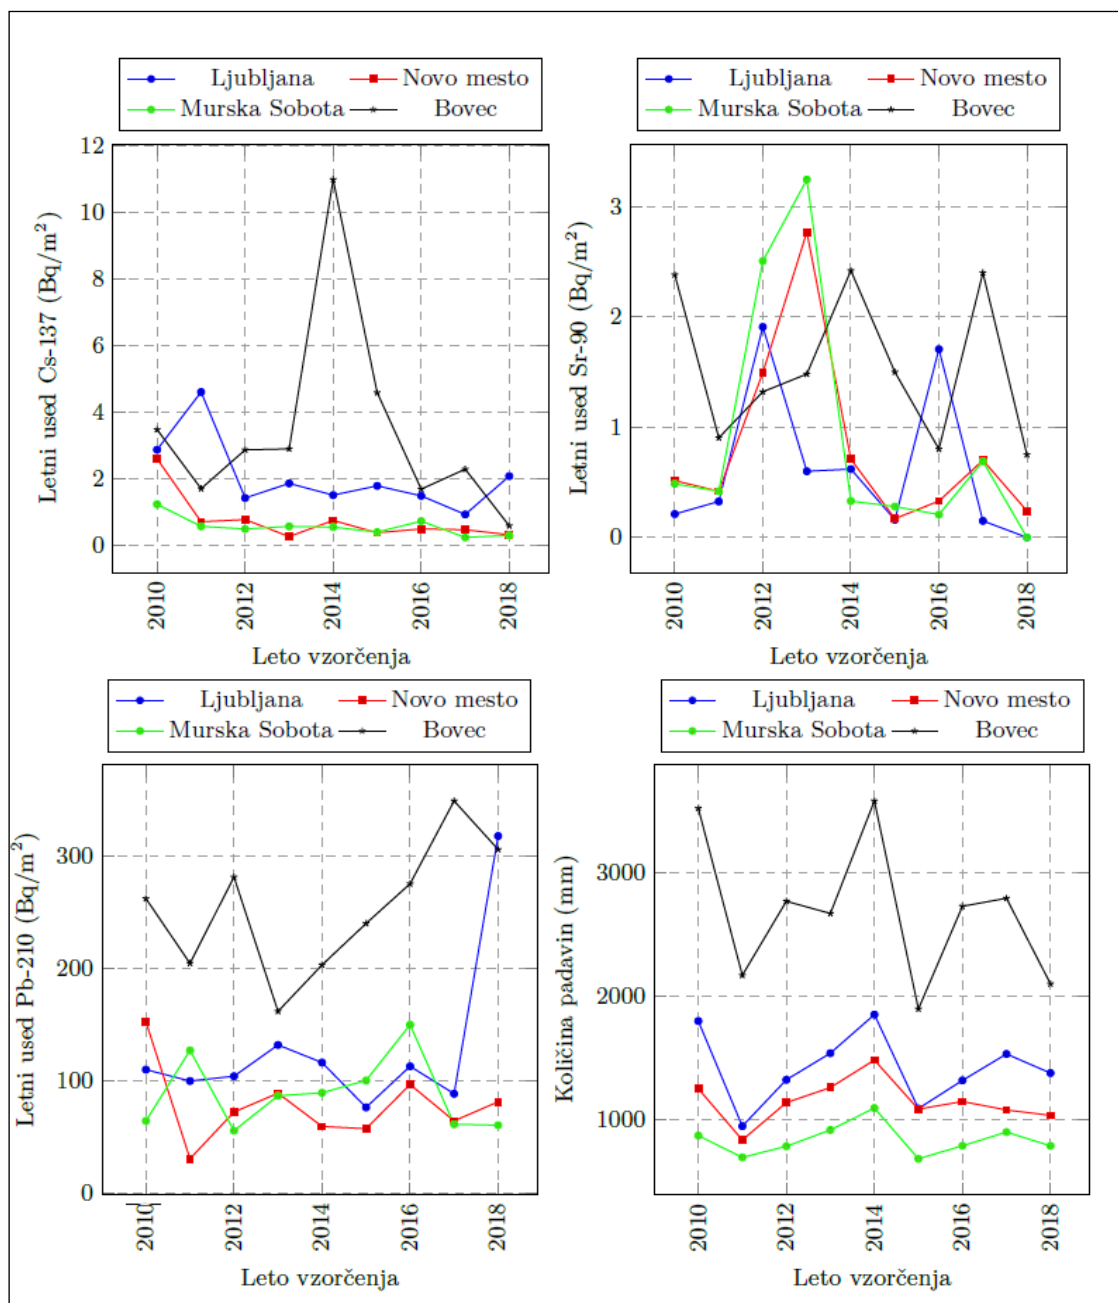 Ljubljana Novo mesto
Murska Sobota Bovec
12
10
8
6
4
2
0
Letni used Cs-137 (Bq/m²)
2010 2012 2014 2016 2018
Leto vzorčenja
Ljubljana Novo mesto
Murska Sobota Bovec
3
2
1
0
Letni used Sr-90 (Bq/m²)
2010 2012 2014 2016 2018
Leto vzorčenja
Ljubljana Novo mesto
Murska Sobota Bovec
300
200
100
0
Letni used Pb-210 (Bq/m²)
2010 2012 2014 2016 2018
Leto vzorčenja
Ljubljana Novo mesto
Murska Sobota Bovec
3000
2000
1000
Količina padavin (mm)
2010 2012 2014 2016 2018
Leto vzorčenja